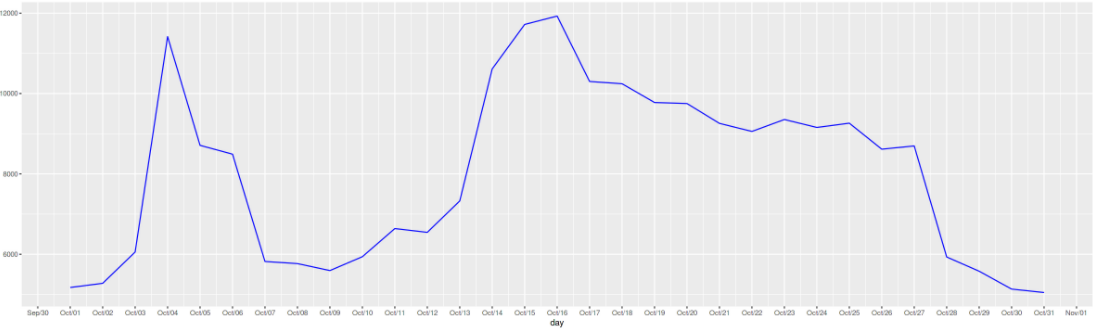 12000
10000
8000
6000
Sep/30 Oct/01 Oct/02 Oct/03 Oct/04 Oct/05 Oct/06 Oct/07 Oct/08 Oct/09 Oct/10 Oct/11 Oct/12 Oct/13 Oct/14 Oct/15 Oct/16 Oct/17 Oct/18 Oct/19 Oct/20 Oct/21 Oct/22 Oct/23 Oct/24 Oct/25 Oct/26 Oct/27 Oct/28 Oct/29 Oct/30 Oct/31 Nov/01
day